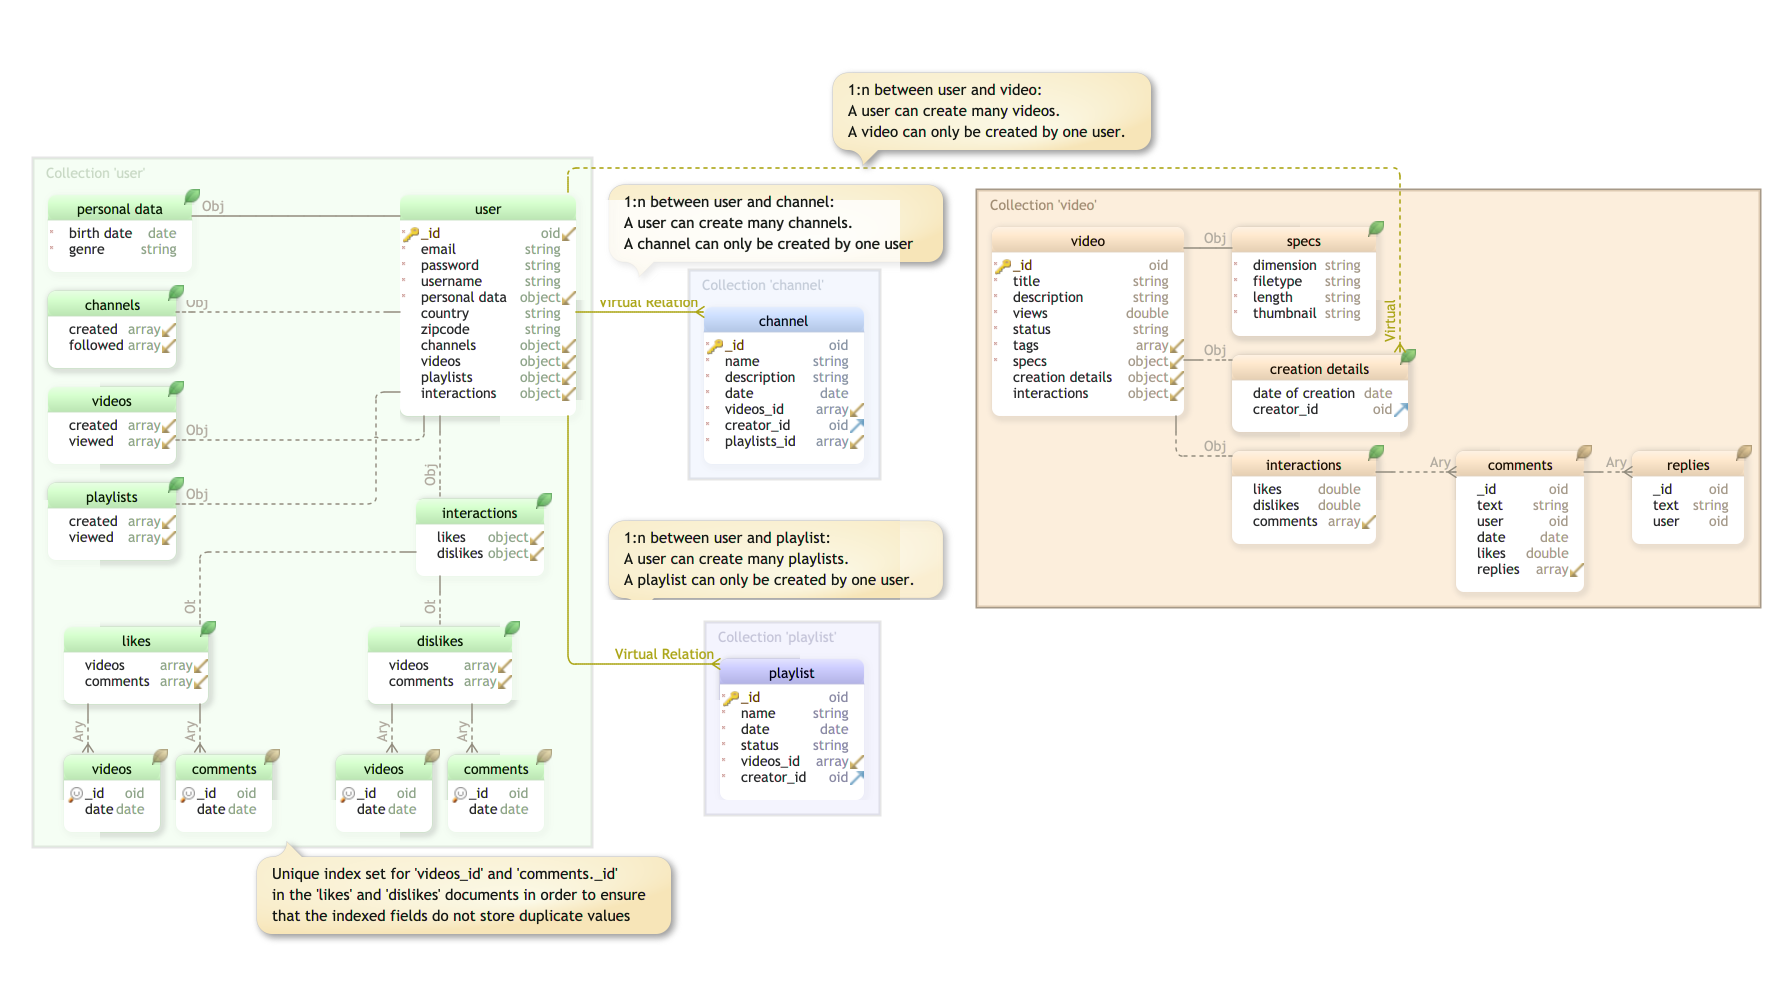 1:n between user and video:
A user can create many videos.
A video can only be created by one user.
Collection 'user'
personal data
birth date date
genre string
Obj
user
_id oid
email string
password string
username string
personal data object
country string
zipcode string
channels object
videos object
playlists object
interactions object
channels
created array
followed array
Obj
videos
created array
viewed array
Obj
playlists
created array
viewed array
Obj
Obj
interactions
likes object
dislikes object
likes
videos array
comments array
dislikes
videos array
comments array
Ary
Ary
Ary
Ary
videos
_id oid
date date
comments
_id oid
date date
videos
_id oid
date date
comments
_id oid
date date
Unique index set for 'videos_id' and 'comments._id'
in the 'likes' and 'dislikes' documents in order to ensure
that the indexed fields do not store duplicate values
1:n between user and channel:
A user can create many channels.
A channel can only be created by one user
Virtual Relation
Collection 'channel'
channel
_id oid
name string
description string
date date
videos_id array
creator_id oid
playlists_id array
1:n between user and playlist:
A user can create many playlists.
A playlist can only be created by one user.
Virtual Relation
Collection 'playlist'
playlist
_id oid
name string
date date
status string
videos_id array
creator_id oid
Collection 'video'
video
_id oid
title string
description string
views double
status string
tags array
specs object
creation details object
interactions object
Obj
specs
dimension string
filetype string
length string
thumbnail string
Virtual
Obj
creation details
date of creation date
creator_id oid
Obj
interactions
likes double
dislikes double
comments array
Ary
comments
_id oid
text string
user oid
date date
likes double
replies array
Ary
replies
_id oid
text string
user oid